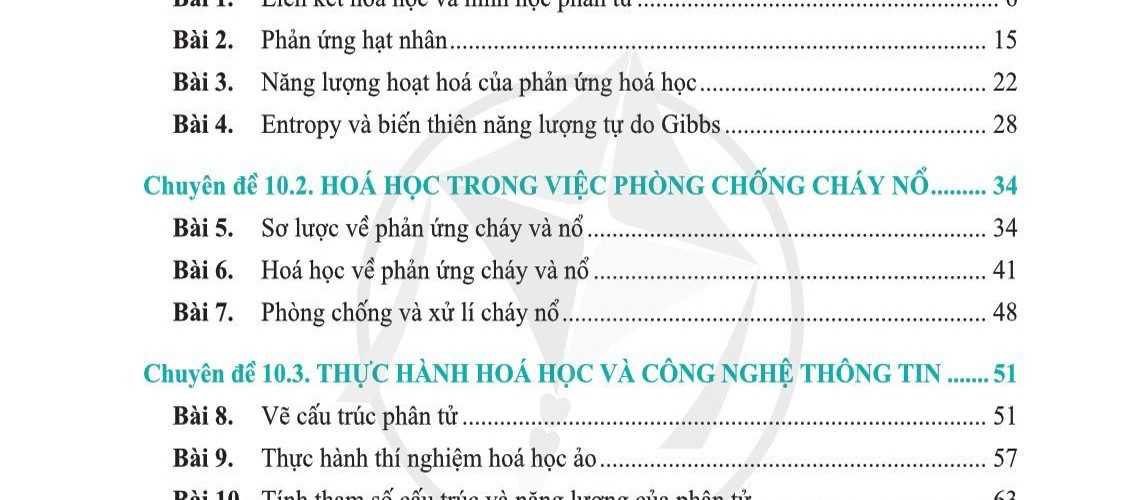 Bài 1. Liên kết hoá học và hình học phân tử ........ 6
Bài 2. Phản ứng hạt nhân ........ 15
Bài 3. Năng lượng hoạt hoá của phản ứng hoá học ........ 22
Bài 4. Entropy và biến thiên năng lượng tự do Gibbs ........ 28
Chuyên đề 10.2. HOÁ HỌC TRONG VIỆC PHÒNG CHỐNG CHÁY NỔ ........ 34
Bài 5. Sơ lược về phản ứng cháy và nổ ........ 34
Bài 6. Hoá học về phản ứng cháy và nổ ........ 41
Bài 7. Phòng chống và xử lí cháy nổ ........ 48
Chuyên đề 10.3. THỰC HÀNH HOÁ HỌC VÀ CÔNG NGHỆ THÔNG TIN ....... 51
Bài 8. Vẽ cấu trúc phân tử ........ 51
Bài 9. Thực hành thí nghiệm hoá học ảo ........ 57
Bài 10. Tính tham số cấu trúc và năng lượng của phân tử ........ 63